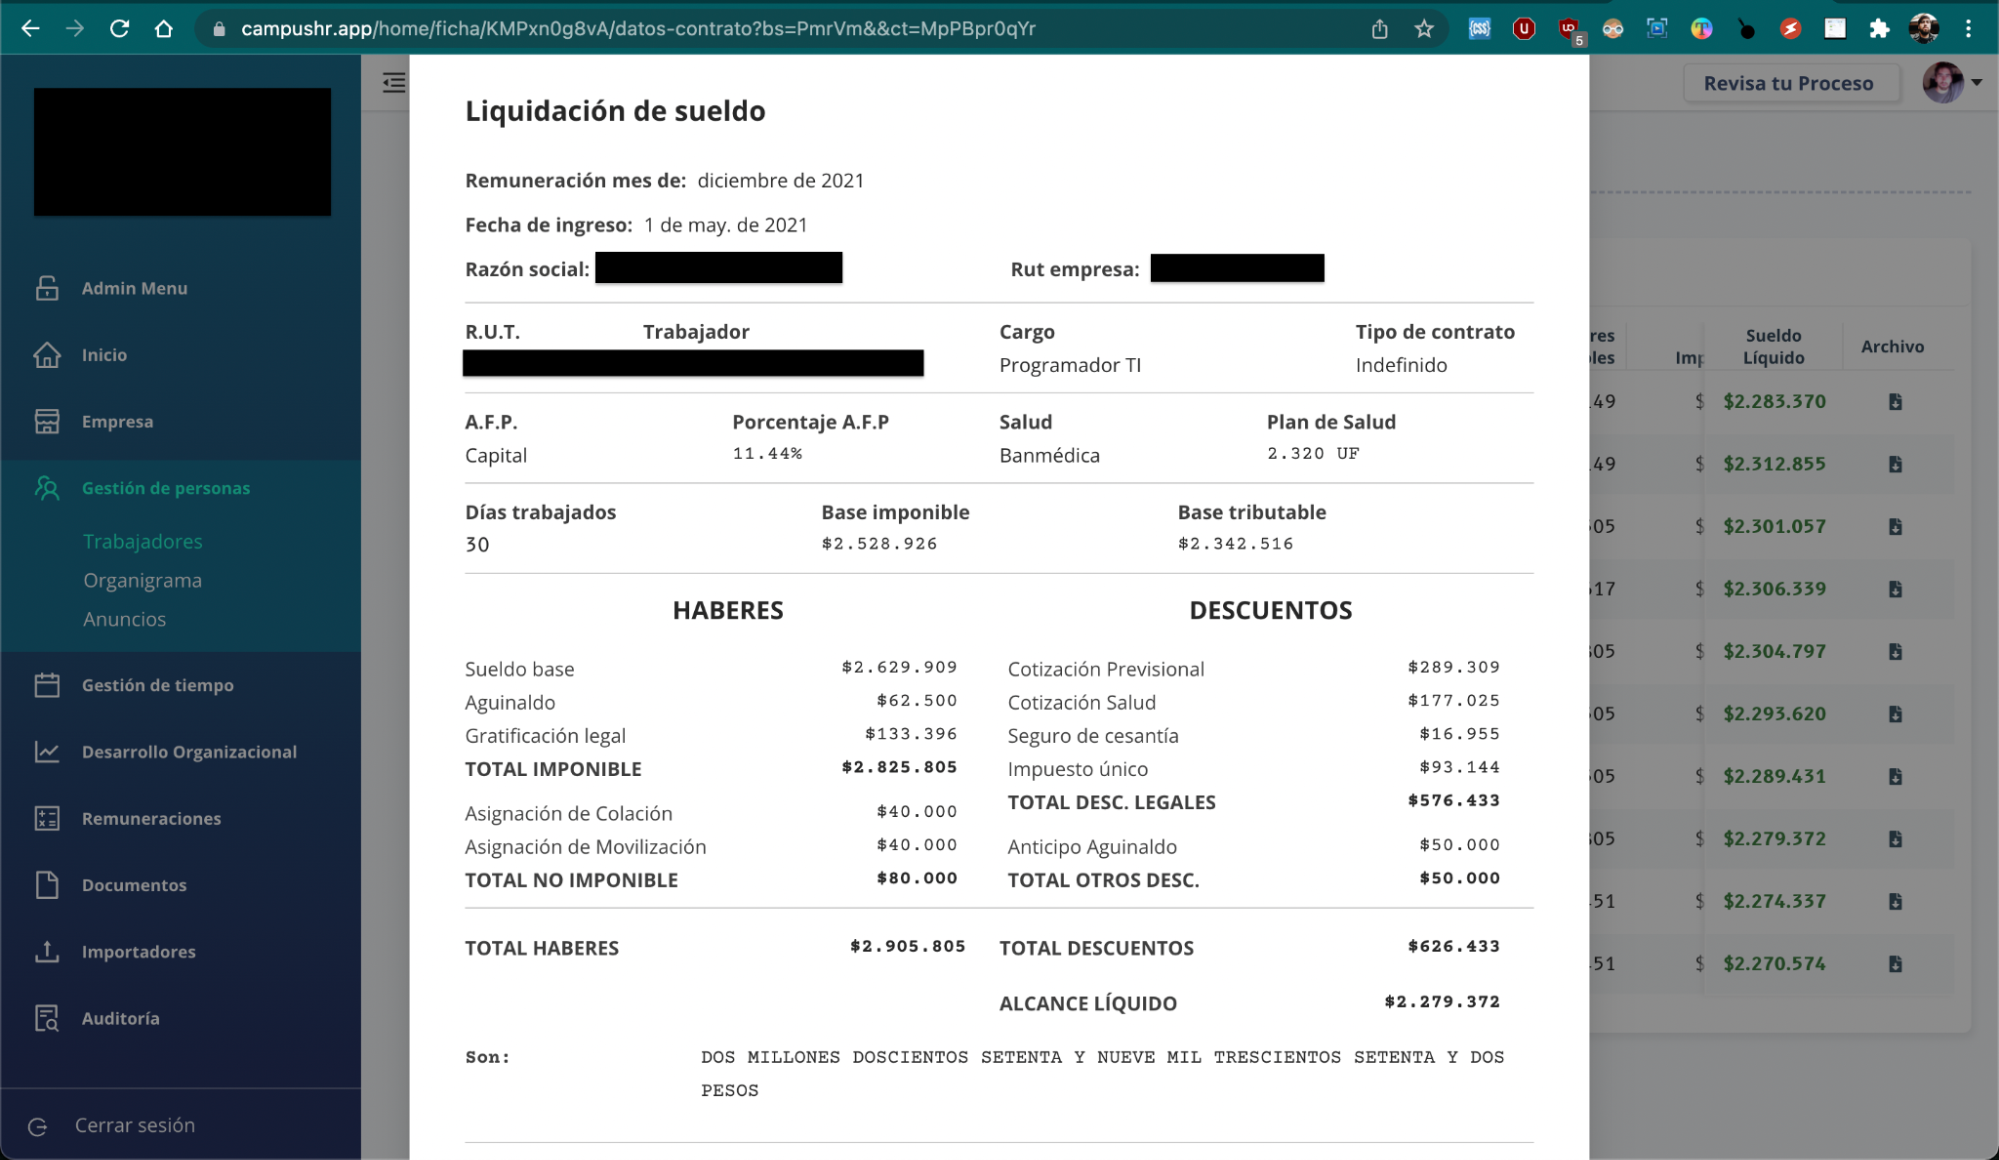 campushr.app/home/ficha/KMPxn0g8vA/datos-contrato?bs=PmrVm&&ct=MpPBpr0qYr
5
Revisa tu Proceso
Admin Menu
Inicio
Empresa
Gestión de personas
Trabajadores
Organigrama
Anuncios
Gestión de tiempo
Desarrollo Organizacional
Remuneraciones
Documentos
Importadores
Auditoría
Cerrar sesión
Liquidación de sueldo
Remuneración mes de: diciembre de 2021
Fecha de ingreso: 1 de may. de 2021
Razón social: Rut empresa:
R.U.T. Trabajador Cargo Tipo de contrato
Programador TI Indefinido
A.F.P. Porcentaje A.F.P Salud Plan de Salud
Capital 11.44% Banmédica 2.320 UF
Días trabajados Base imponible Base tributable
30 $2.528.926 $2.342.516
HABERES DESCUENTOS
Sueldo base $2.629.909 Cotización Previsional $289.309
Aguinaldo $62.500 Cotización Salud $177.025
Gratificación legal $133.396 Seguro de cesantía $16.955
TOTAL IMPONIBLE $2.825.805 Impuesto único $93.144
TOTAL DESC. LEGALES $576.433
Asignación de Colación $40.000
Asignación de Movilización $40.000 Anticipo Aguinaldo $50.000
TOTAL NO IMPONIBLE $80.000 TOTAL OTROS DESC. $50.000
TOTAL HABERES $2.905.805 TOTAL DESCUENTOS $626.433
ALCANCE LÍQUIDO $2.279.372
Son: DOS MILLONES DOSCIENTOS SETENTA Y NUEVE MIL TRESCIENTOS SETENTA Y DOS
PESOS
Sueldo
Líquido Archivo
49 $ $2.283.370
49 $ $2.312.855
05 $ $2.301.057
17 $ $2.306.339
05 $ $2.304.797
05 $ $2.293.620
05 $ $2.289.431
05 $ $2.279.372
51 $ $2.274.337
51 $ $2.270.574